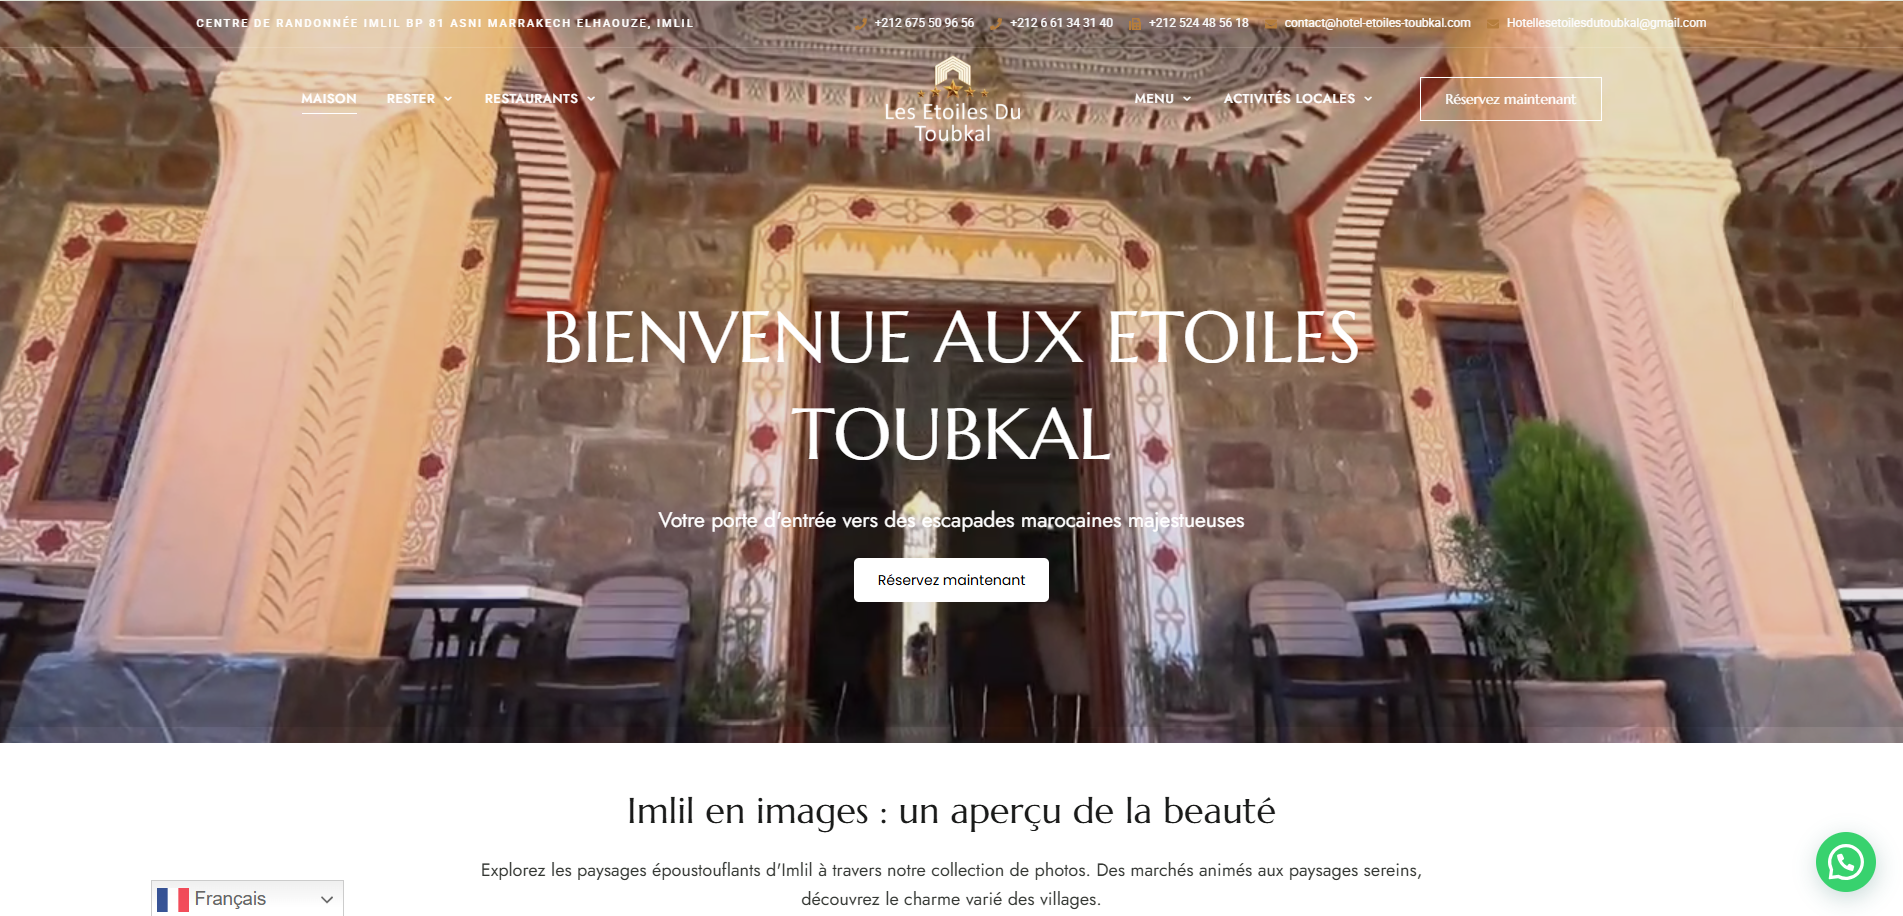 CENTRE DE RANDONNÉE IMLIL BP 81 ASNI MARRAKECH ELHAOUZE, IMLIL
+212 675 50 96 56
+212 6 61 34 31 40
+212 524 48 56 18
contact@hotel-etoiles-toubkal.com
Hotellesetoilesdutoubkal@gmail.com
MAISON
RESTER
RESTAURANTS
Les Etoiles Du
Toubkal
MENU
ACTIVITÉS LOCALES
Réservez maintenant
BIENVENUE AUX ETOILES
TOUBKAL
Votre porte d'entrée vers des escapades marocaines majestueuses
Réservez maintenant
Imlil en images : un aperçu de la beauté
Explorez les paysages époustouflants d'Imlil à travers notre collection de photos. Des marchés animés aux paysages sereins,
découvrez le charme varié des villages.
Français